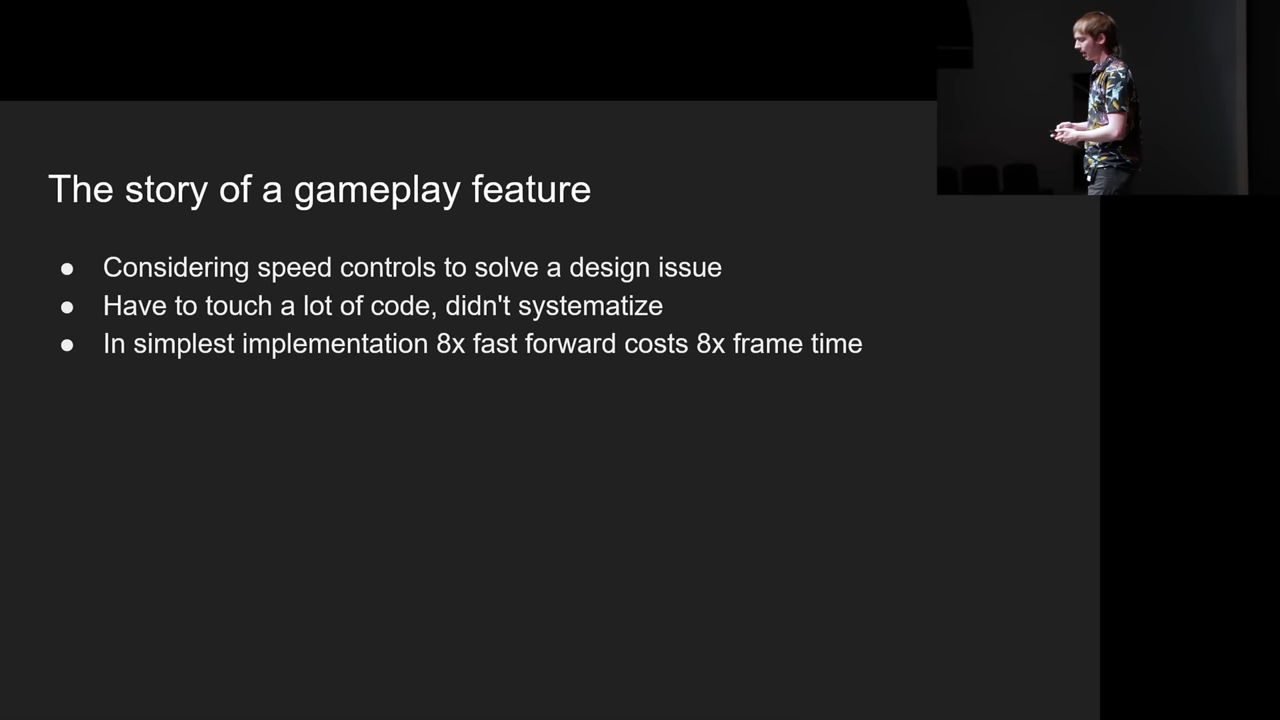 The story of a gameplay feature
● Considering speed controls to solve a design issue
● Have to touch a lot of code, didn't systematize
● In simplest implementation 8x fast forward costs 8x frame time